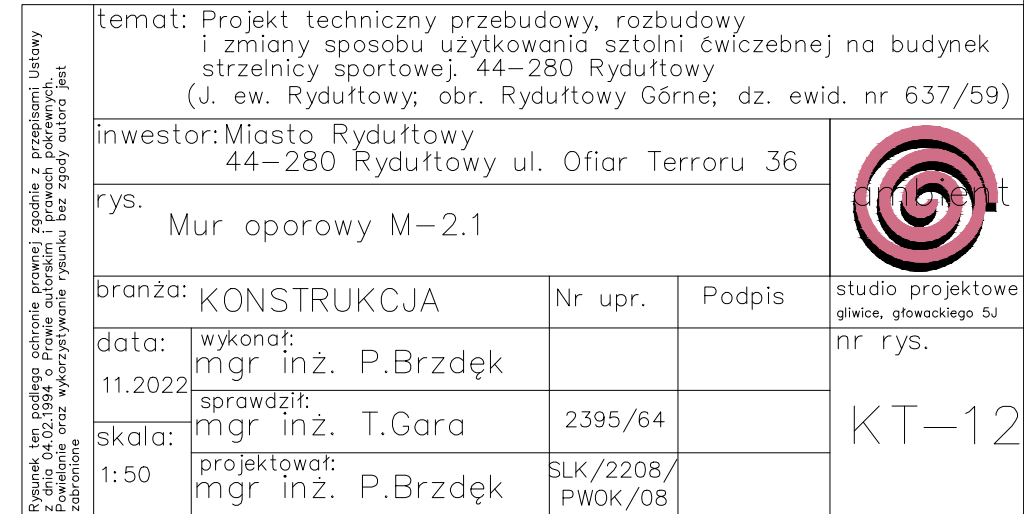 temat: Projekt techniczny przebudowy, rozbudowy
i zmiany sposobu użytkowania sztolni ćwiczebnej na budynek
strzelnicy sportowej. 44-280 Rydułtowy
(J. ew. Rydułtowy; obr. Rydułtowy Górne; dz. ewid. nr 637/59)
inwestor: Miasto Rydułtowy
44-280 Rydułtowy ul. Ofiar Terroru 36
rys.
Mur oporowy M-2.1
ambient
studio projektowe
gliwice, głowackiego 5J
branża: KONSTRUKCJA
Nr upr.
Podpis
data:
11.2022
wykonał:
mgr inż. P.Brzdęk
sprawdził:
mgr inż. T.Gara
2395/64
skala:
1:50
projektował:
mgr inż. P.Brzdęk
SLK/2208/
PWOK/08
nr rys.
KT-12
Rysunek ten podlega ochronie prawnej zgodnie z przepisami Ustawy
z dnia 04.02.1994 o Prawie autorskim i prawach pokrewnych.
Powielanie oraz wykorzystywanie rysunku bez zgody autora jest
zabronione